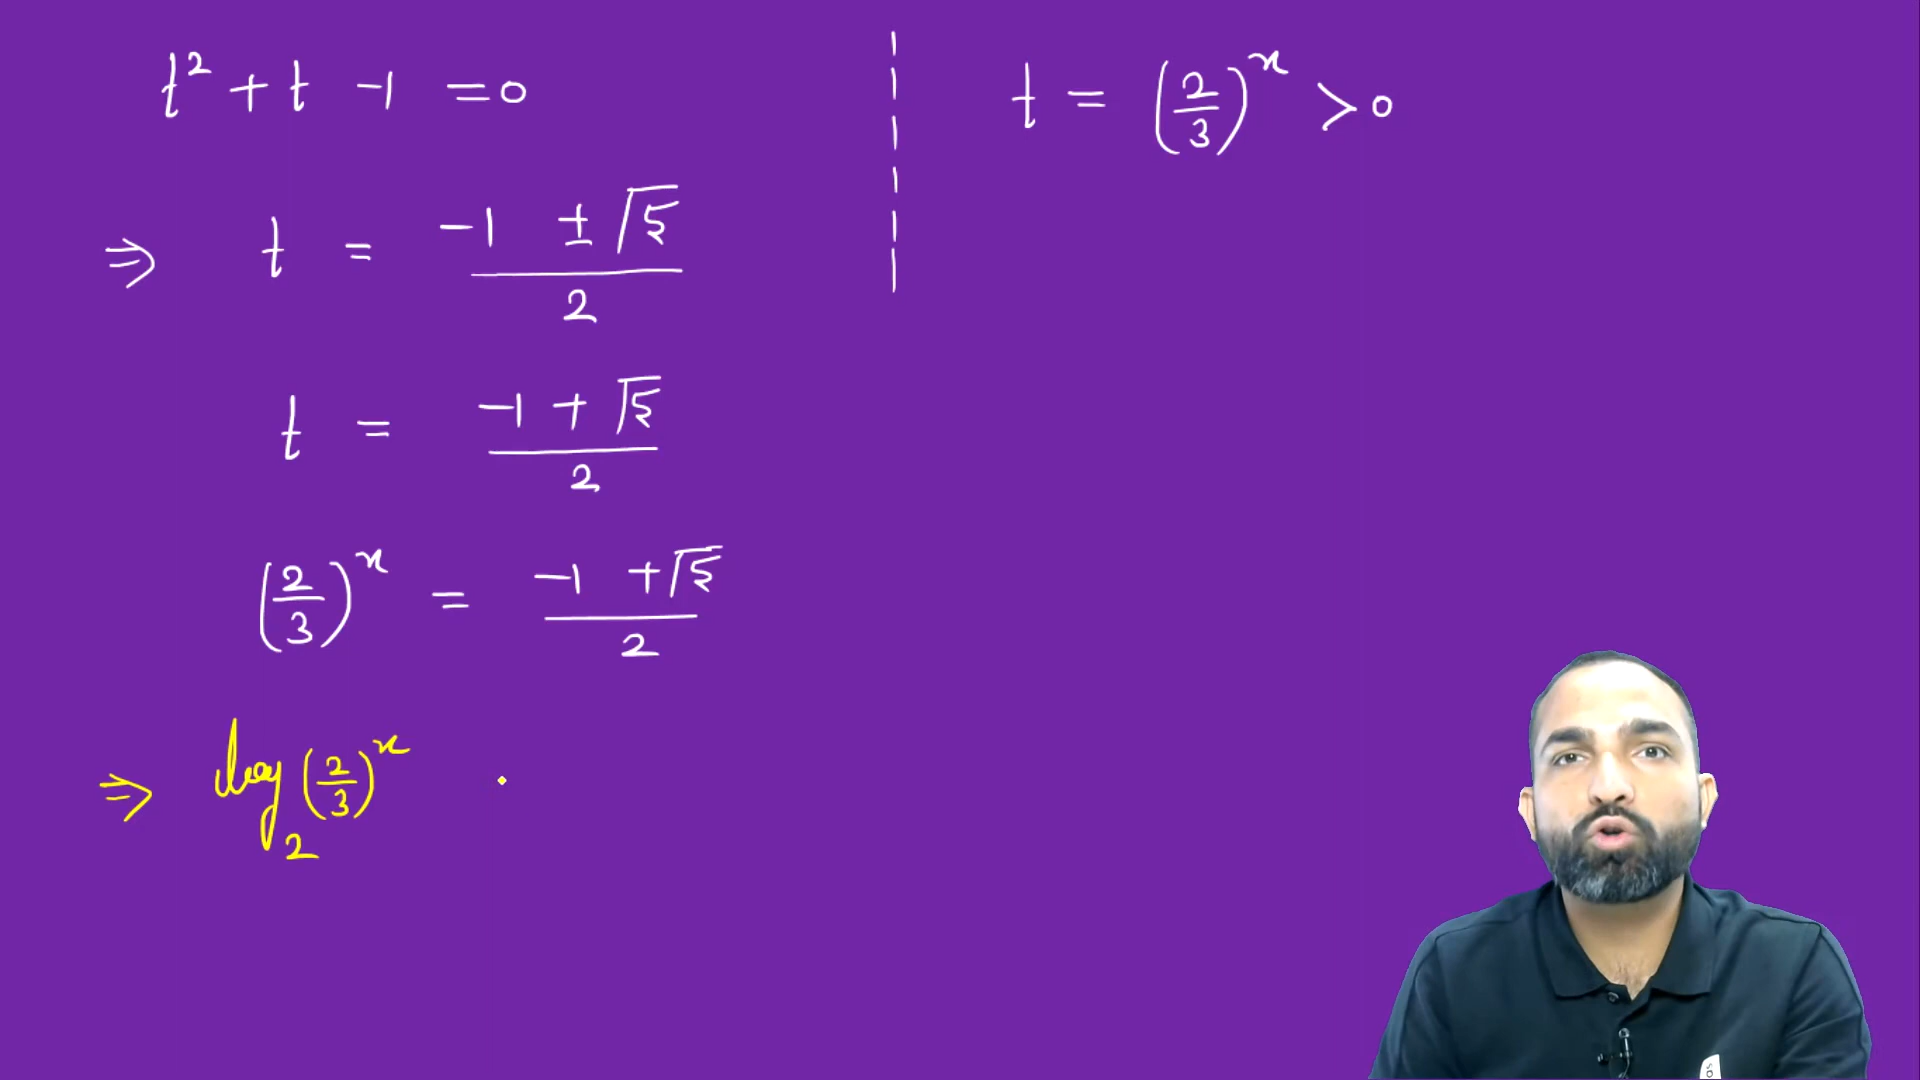 t² + t - 1 = 0
⇒ t = (-1 ± √5)/2
t = (-1 + √5)/2
(2/3)ˣ = (-1 + √5)/2
⇒ log₂ (2/3)ˣ
t = (2/3)ˣ > 0